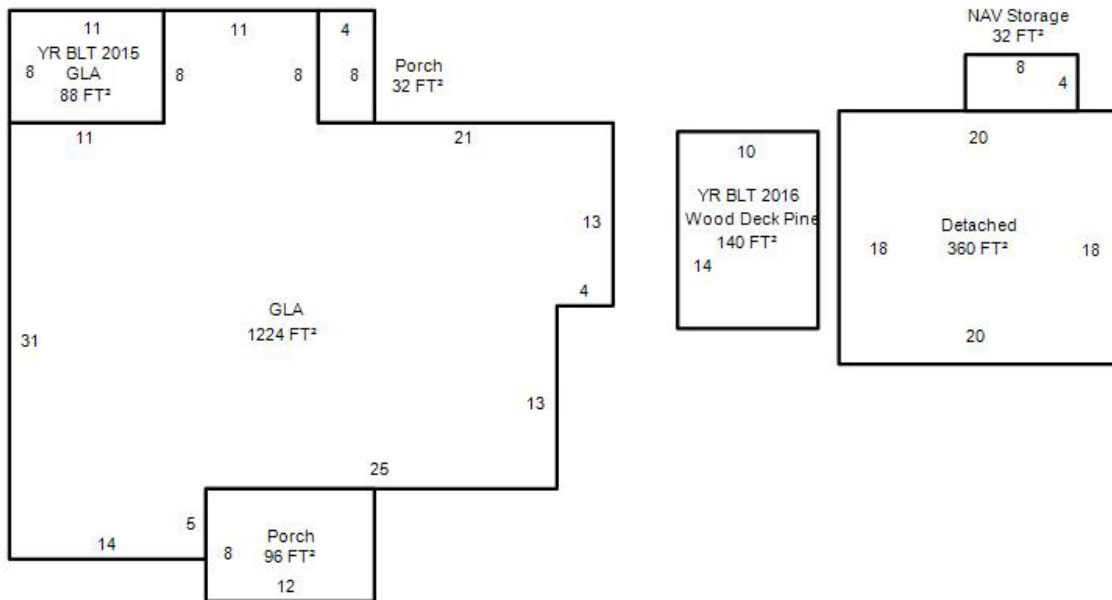 11
YR BLT 2015
GLA
8
88 FT²
11
11
8
8
4
8
Porch
32 FT²
21
13
4
GLA
1224 FT²
31
13
25
5
14
Porch
96 FT²
8
12
10
YR BLT 2016
Wood Deck Pine
140 FT²
14
NAV Storage
32 FT²
8
4
20
Detached
360 FT²
18
18
20